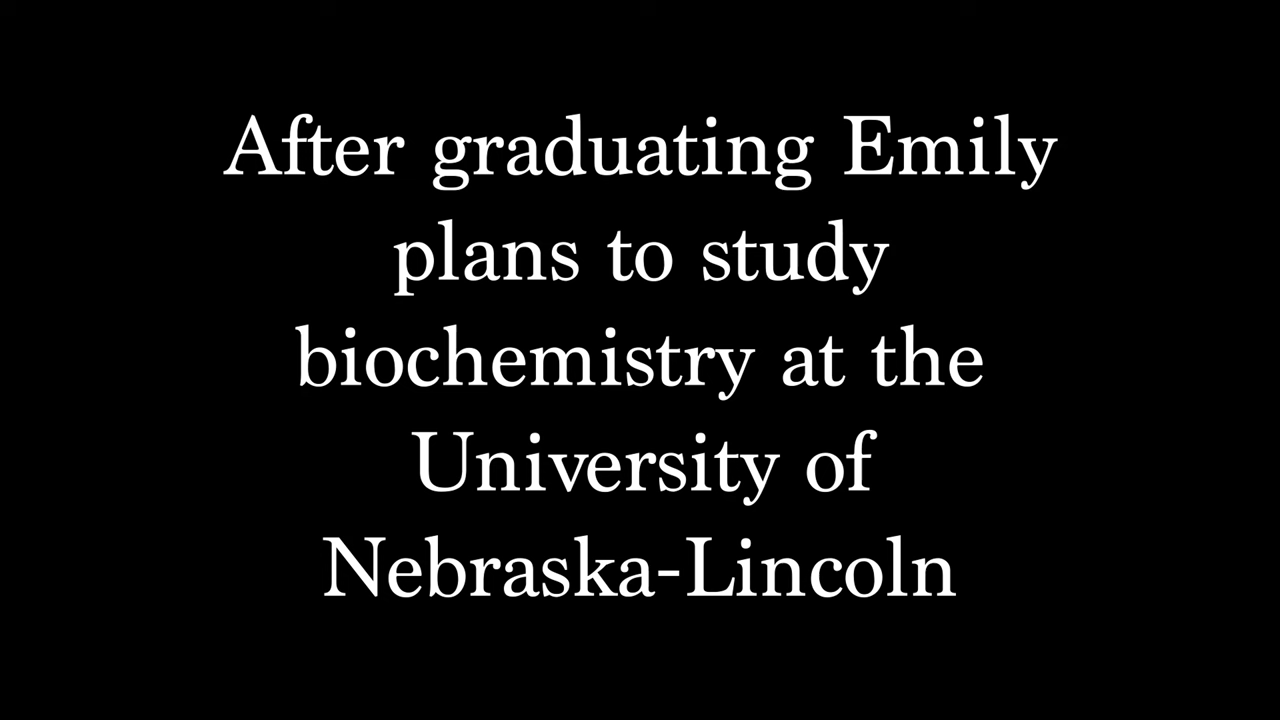 After graduating Emily
plans to study
biochemistry at the
University of
Nebraska-Lincoln